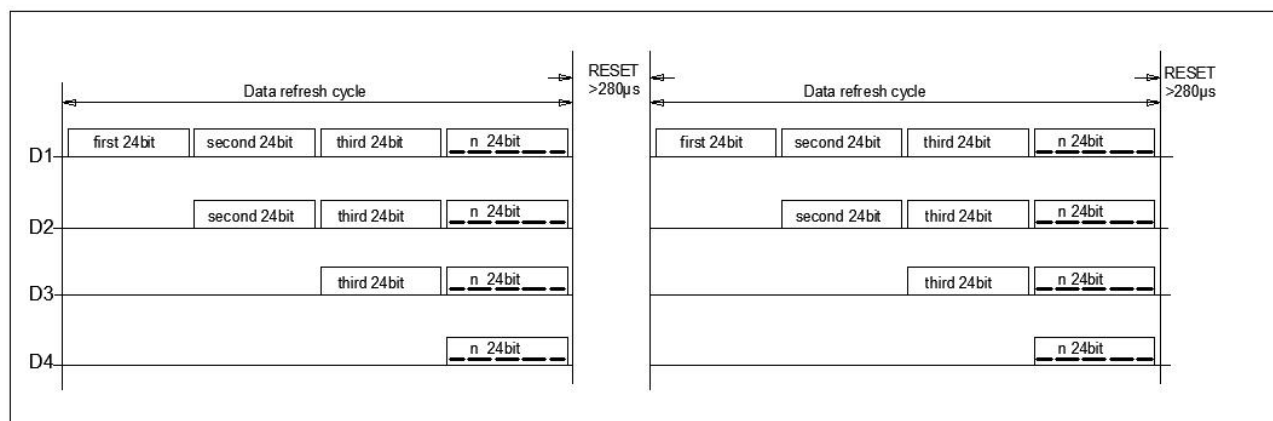 RESET RESET
>280µs >280µs
Data refresh cycle Data refresh cycle
D1 first 24bit second 24bit third 24bit n 24bit first 24bit second 24bit third 24bit n 24bit
D2 second 24bit third 24bit n 24bit second 24bit third 24bit n 24bit
D3 third 24bit n 24bit third 24bit n 24bit
D4 n 24bit n 24bit